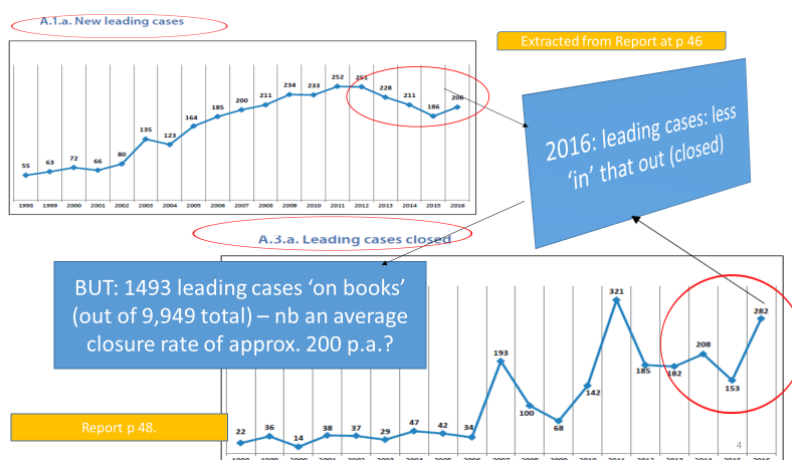 A.1.a. New leading cases
Extracted from Report at p 46
252 251
234 233
228
211 211
200
206
185
186
164
135
123
55 63 72 66 80
1998 1999 2000 2001 2002 2003 2004 2005 2006 2007 2008 2009 2010 2011 2012 2013 2014 2015 2016
2016: leading cases: less
‘in’ that out (closed)
A.3.a. Leading cases closed
BUT: 1493 leading cases ‘on books’
(out of 9,949 total) – nb an average
closure rate of approx. 200 p.a.?
321
282
193
208
185 182
153
142
100
68
Report p 48.
22 36 14 38 37 29 47 42 34
4